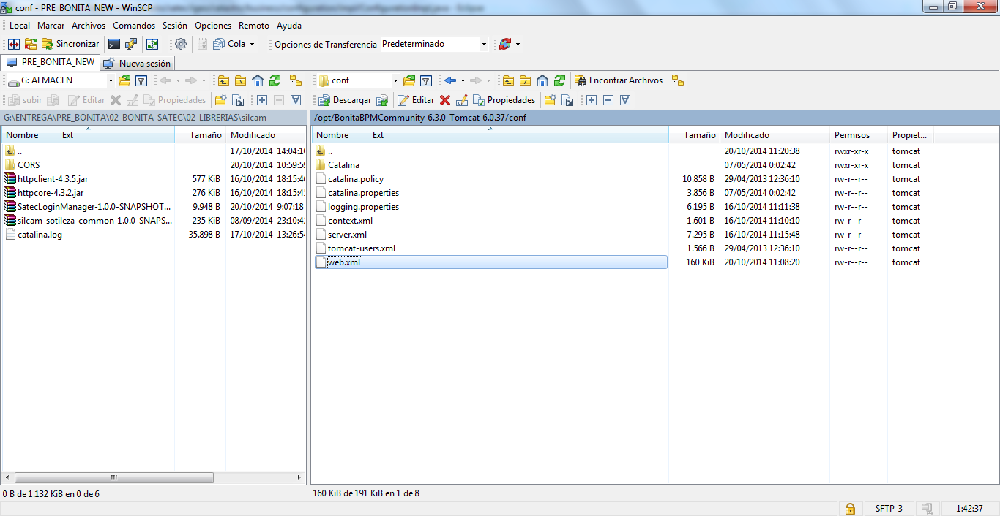 conf - PRE_BONITA_NEW - WinSCP
Local Marcar Archivos Comandos Sesión Opciones Remoto Ayuda
Sincronizar Cola Opciones de Transferencia Predeterminado
PRE_BONITA_NEW Nueva sesión
G: ALMACEN conf Encontrar Archivos
subir Editar Propiedades Descargar Editar Propiedades
G:\ENTREGA\PRE_BONITA\02-BONITA-SATEC\02-LIBRERIAS\silcam
Nombre Ext Tamaño Modificado
.. 17/10/2014 14:04:10
CORS 20/10/2014 10:59:59
httpclient-4.3.5.jar 577 KiB 16/10/2014 18:15:46
httpcore-4.3.2.jar 276 KiB 16/10/2014 18:15:45
SatecLoginManager-1.0.0-SNAPSHOT... 9.948 B 20/10/2014 9:07:18
silcam-sotileza-common-1.0.0-SNAPS... 235 KiB 08/09/2014 23:10:42
catalina.log 35.898 B 17/10/2014 13:26:54
0 B de 1.132 KiB en 0 de 6
/opt/BonitaBPMCommunity-6.3.0-Tomcat-6.0.37/conf
Nombre Ext Tamaño Modificado Permisos Propiet...
.. 20/10/2014 11:20:38 rwxr-xr-x tomcat
Catalina 07/05/2014 0:02:42 rwxr-xr-x tomcat
catalina.policy 10.858 B 29/04/2013 12:36:10 rw-r--r-- tomcat
catalina.properties 3.856 B 07/05/2014 0:02:42 rw-r--r-- tomcat
logging.properties 6.195 B 16/10/2014 11:11:38 rw-r--r-- tomcat
context.xml 1.601 B 16/10/2014 11:10:10 rw-r--r-- tomcat
server.xml 7.295 B 16/10/2014 11:15:48 rw-r--r-- tomcat
tomcat-users.xml 1.566 B 29/04/2013 12:36:10 rw-r--r-- tomcat
web.xml 160 KiB 20/10/2014 11:08:20 rw-r--r-- tomcat
160 KiB de 191 KiB en 1 de 8
SFTP-3 1:42:37